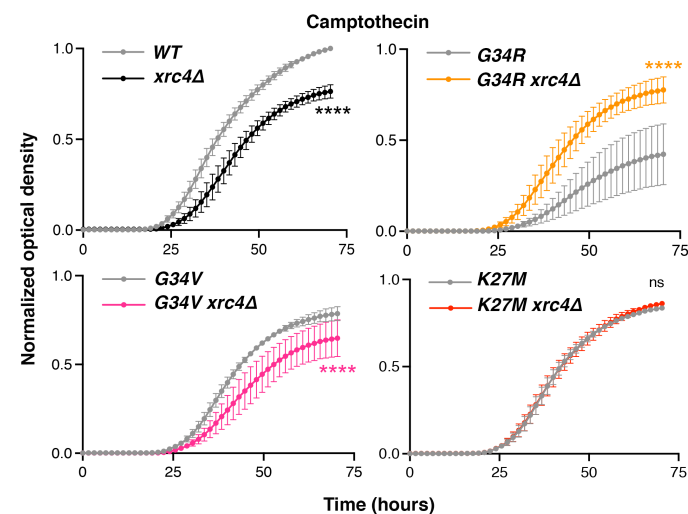 Camptothecin
Normalized optical density
1.0
0.5
0.0
0 25 50 75
WT
xrc4Δ
****
1.0
0.5
0.0
0 25 50 75
G34R
G34R xrc4Δ
****
1.0
0.5
0.0
0 25 50 75
G34V
G34V xrc4Δ
****
1.0
0.5
0.0
0 25 50 75
K27M
K27M xrc4Δ
ns
Time (hours)